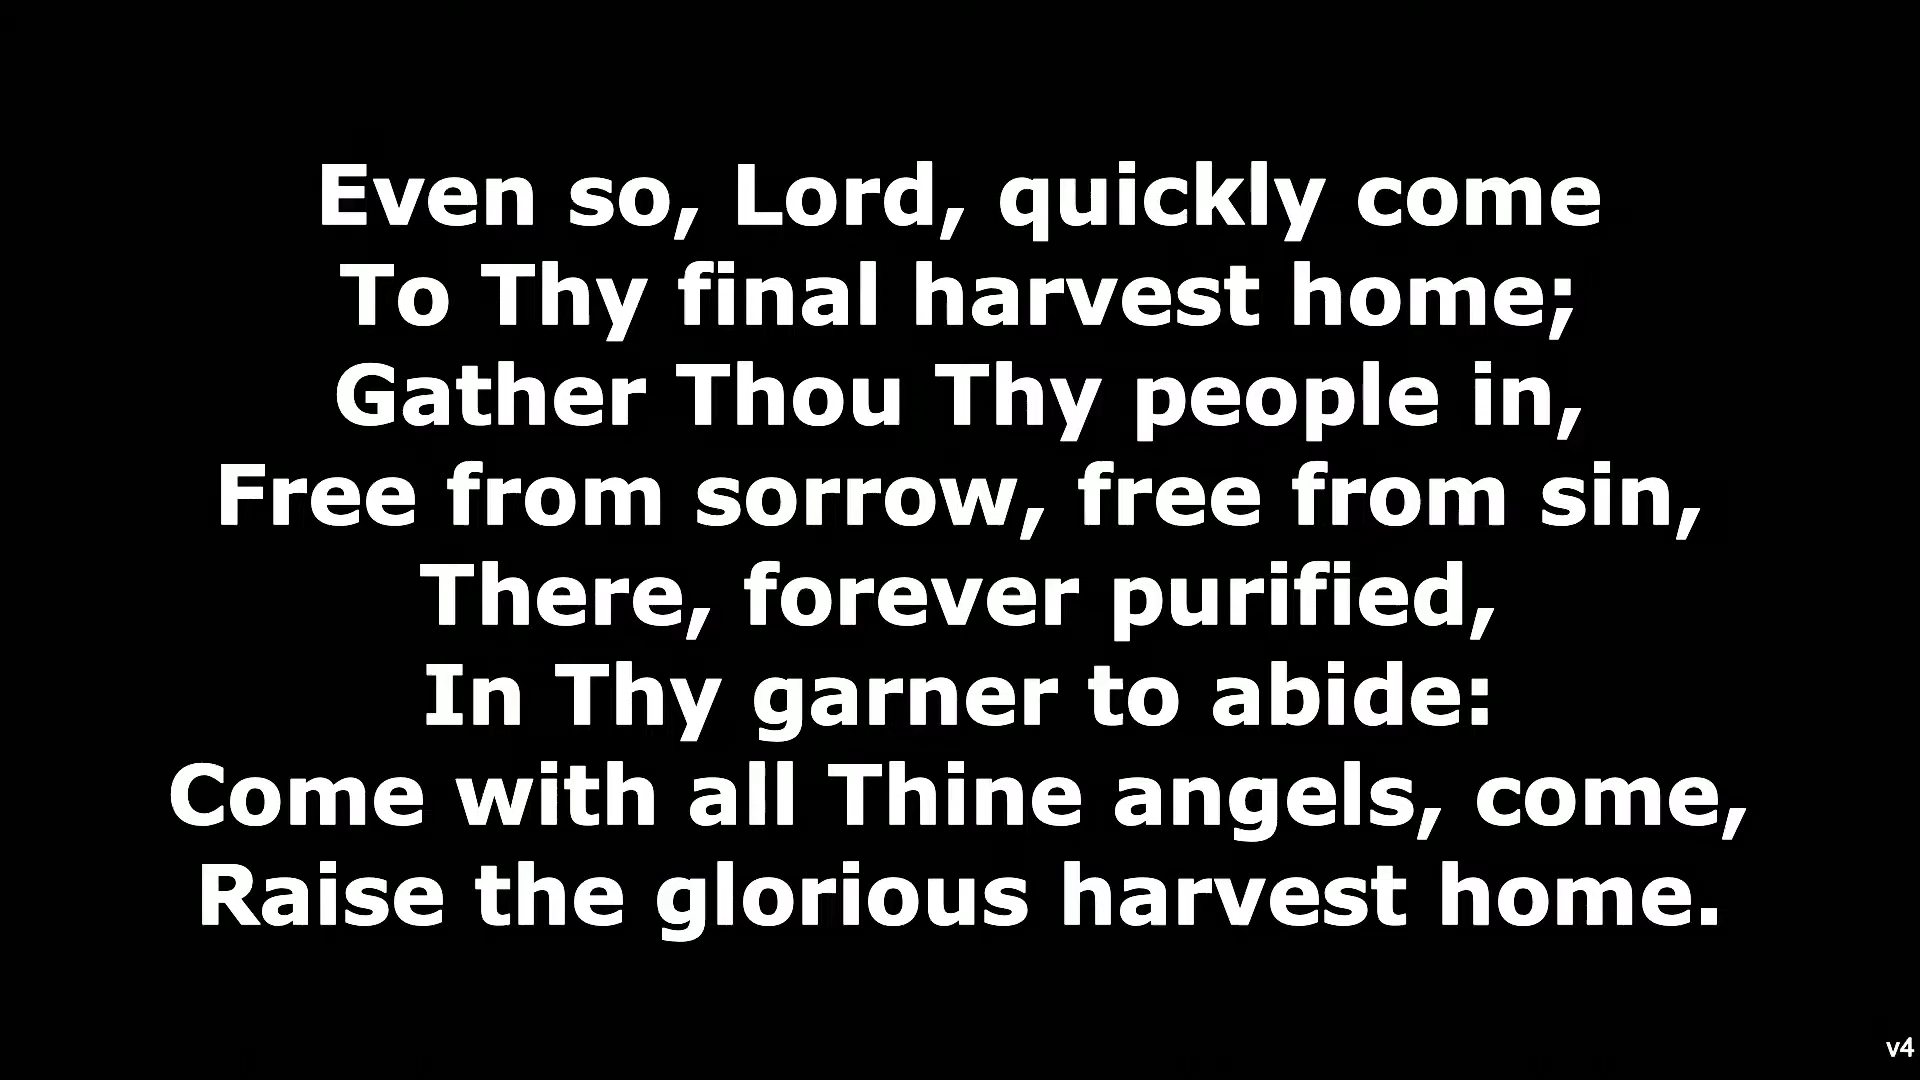 Even so, Lord, quickly come
To Thy final harvest home;
Gather Thou Thy people in,
Free from sorrow, free from sin,
There, forever purified,
In Thy garner to abide:
Come with all Thine angels, come,
Raise the glorious harvest home.
v4